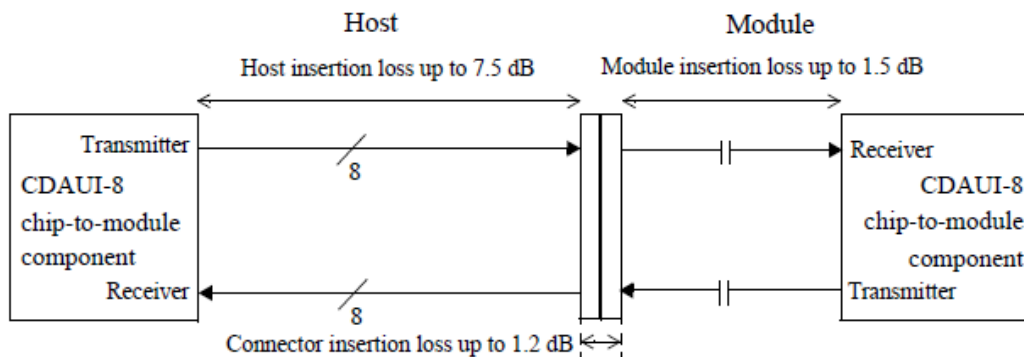 Host
Module
Host insertion loss up to 7.5 dB
Module insertion loss up to 1.5 dB
Transmitter
8
CDAUI-8
chip-to-module
component
Receiver
8
Receiver
CDAUI-8
chip-to-module
component
Transmitter
Connector insertion loss up to 1.2 dB